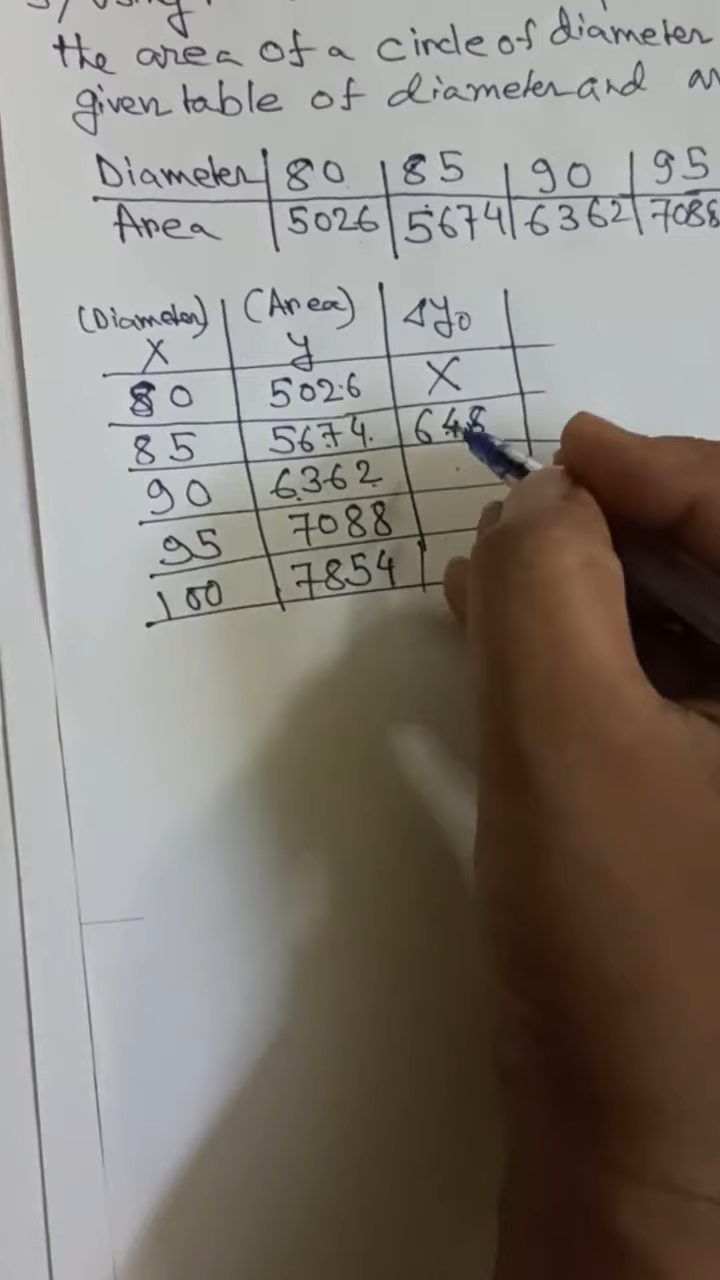 the area of a circle of diameter
given table of diameter and
Diameter 80 85 90 95
Area 5026 5674 6362 7088
(Diameter) (Area) Δy₀
X y
80 5026 X
85 5674 648
90 6362
95 7088
100 7854